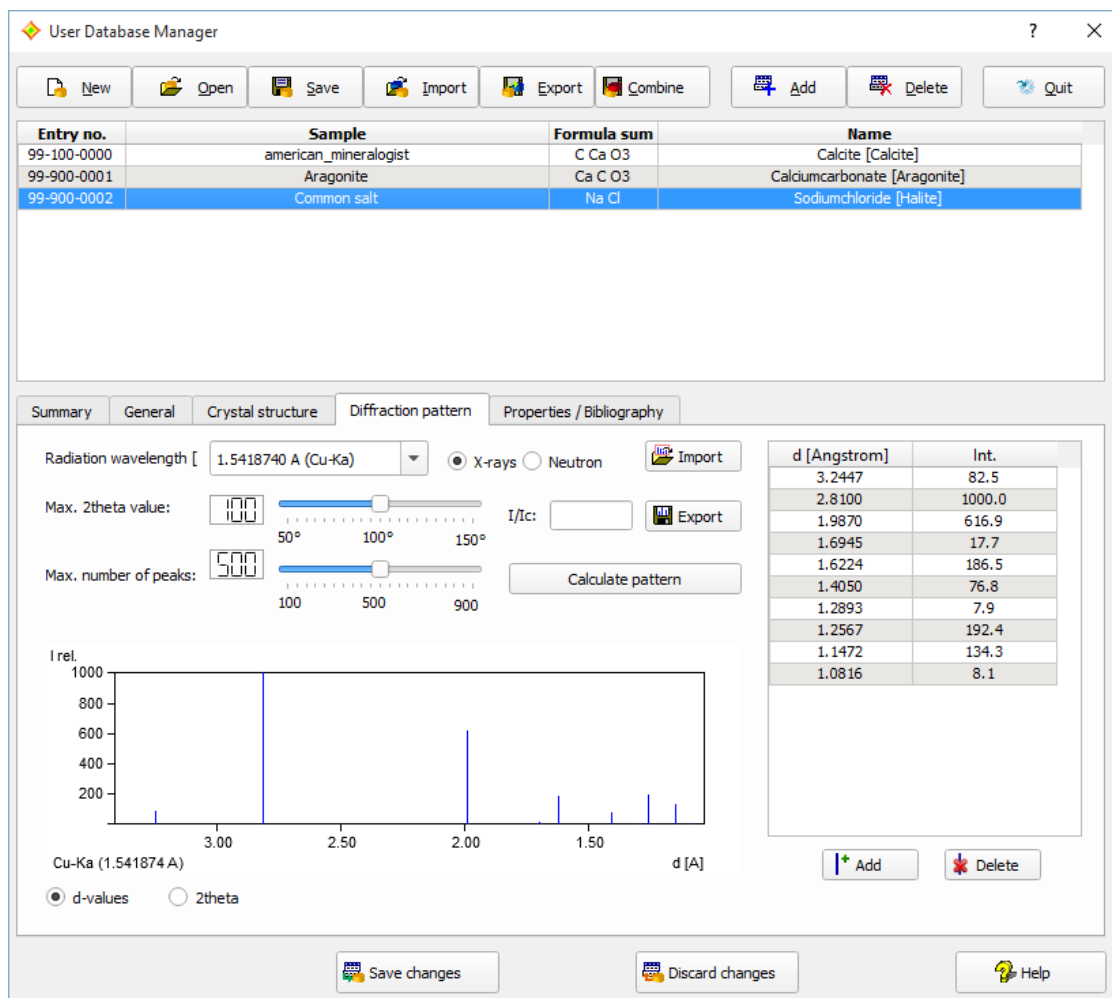 User Database Manager ?
New Open Save Import Export Combine Add Delete Quit
Entry no. Sample Formula sum Name
99-100-0000 american_mineralogist C Ca O3 Calcite [Calcite]
99-900-0001 Aragonite Ca C O3 Calciumcarbonate [Aragonite]
99-900-0002 Common salt Na Cl Sodiumchloride [Halite]
Summary General Crystal structure Diffraction pattern Properties / Bibliography
Radiation wavelength [ 1.5418740 A (Cu-Ka) X-rays Neutron Import
Max. 2theta value: 100 I/Ic: Export
50° 100° 150°
Max. number of peaks: 500 Calculate pattern
100 500 900
d [Angstrom] Int.
3.2447 82.5
2.8100 1000.0
1.9870 616.9
1.6945 17.7
1.6224 186.5
1.4050 76.8
1.2893 7.9
1.2567 192.4
1.1472 134.3
1.0816 8.1
I rel.
1000
800
600
400
200
3.00 2.50 2.00 1.50
Cu-Ka (1.541874 A) d [A]
Add Delete
d-values 2theta
Save changes Discard changes Help